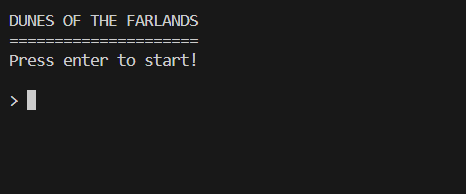 DUNES OF THE FARLANDS
=====================
Press enter to start!
>